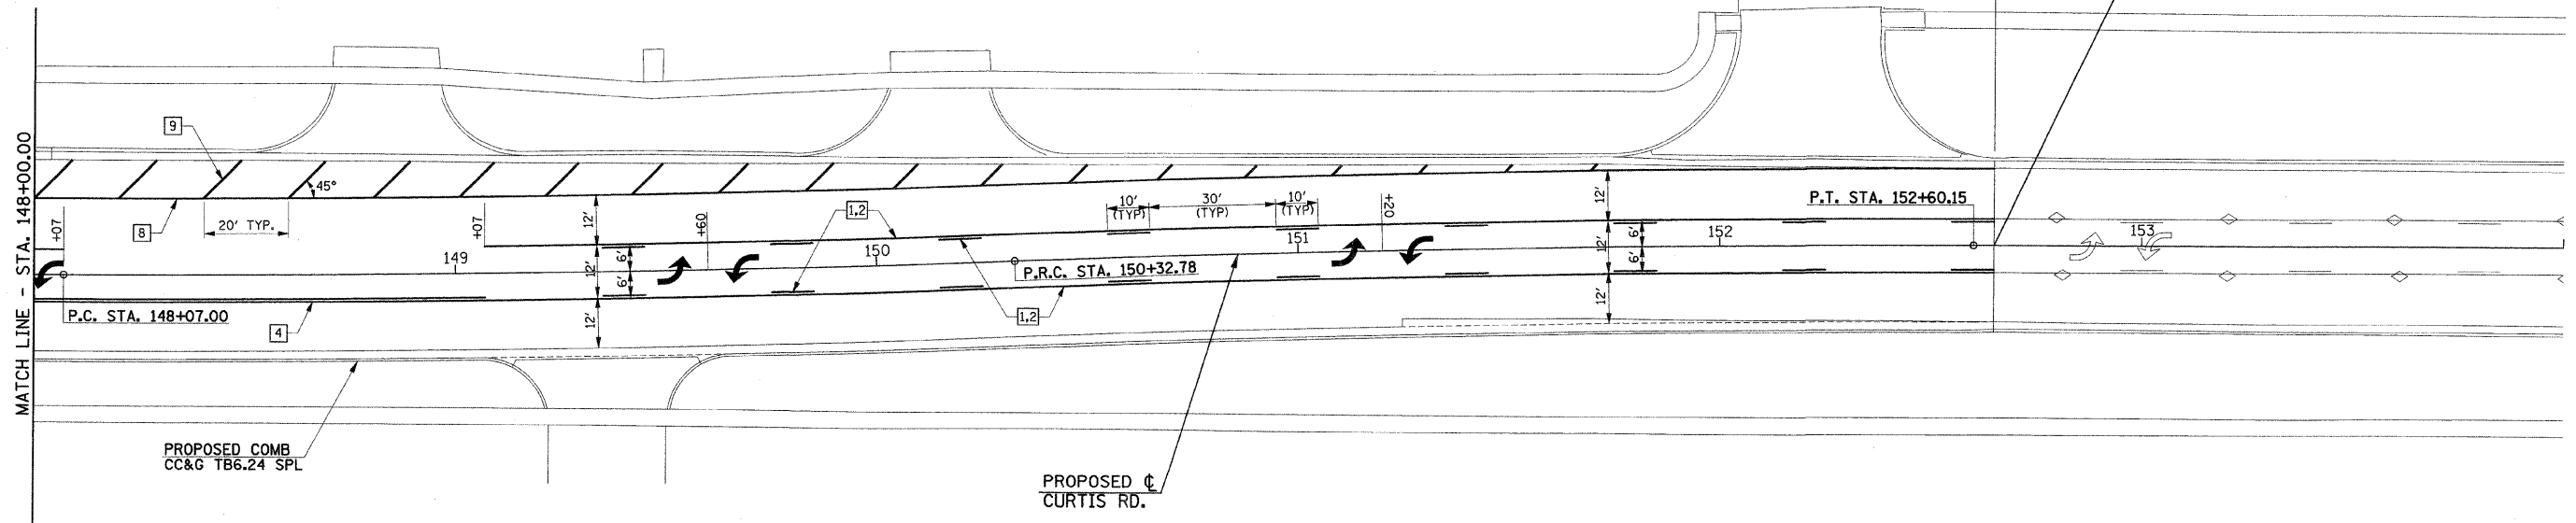 MATCH LINE - STA. 148+00.00
9
45°
8
20' TYP.
+07
+07
12'
+60
1,2
10'
(TYP)
30'
(TYP)
10'
(TYP)
+20
12'
P.T. STA. 152+60.15
149
12'
6'
6'
150
151
12'
6'
6'
152
153
P.R.C. STA. 150+32.78
P.C. STA. 148+07.00
4
12'
1,2
12'
PROPOSED COMB
CC&G TB6.24 SPL
PROPOSED ℄
CURTIS RD.